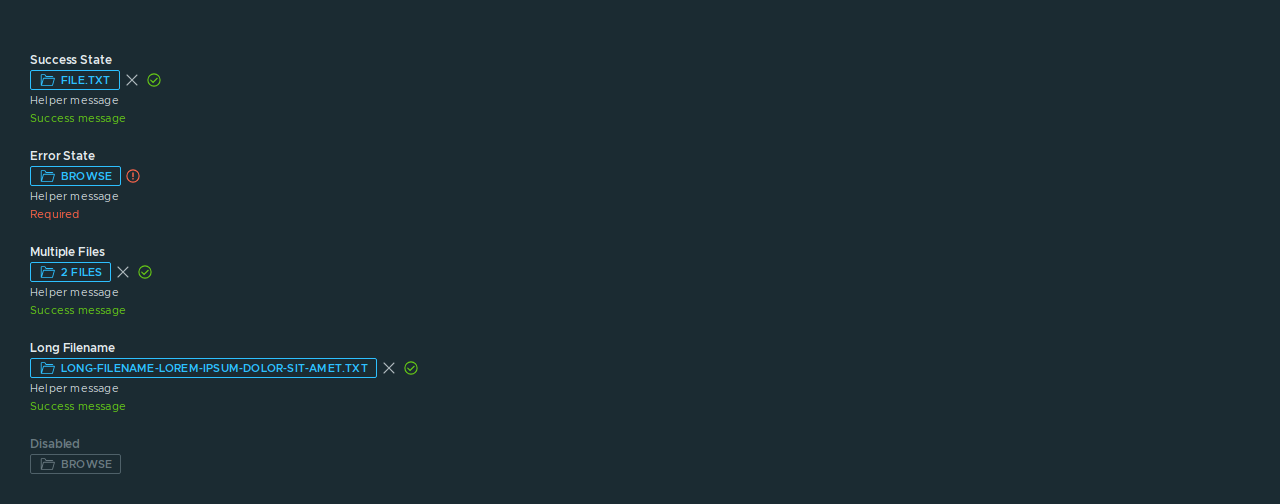 Success State
FILE.TXT
Helper message
Success message
Error State
BROWSE
Helper message
Required
Multiple Files
2 FILES
Helper message
Success message
Long Filename
LONG-FILENAME-LOREM-IPSUM-DOLOR-SIT-AMET.TXT
Helper message
Success message
Disabled
BROWSE